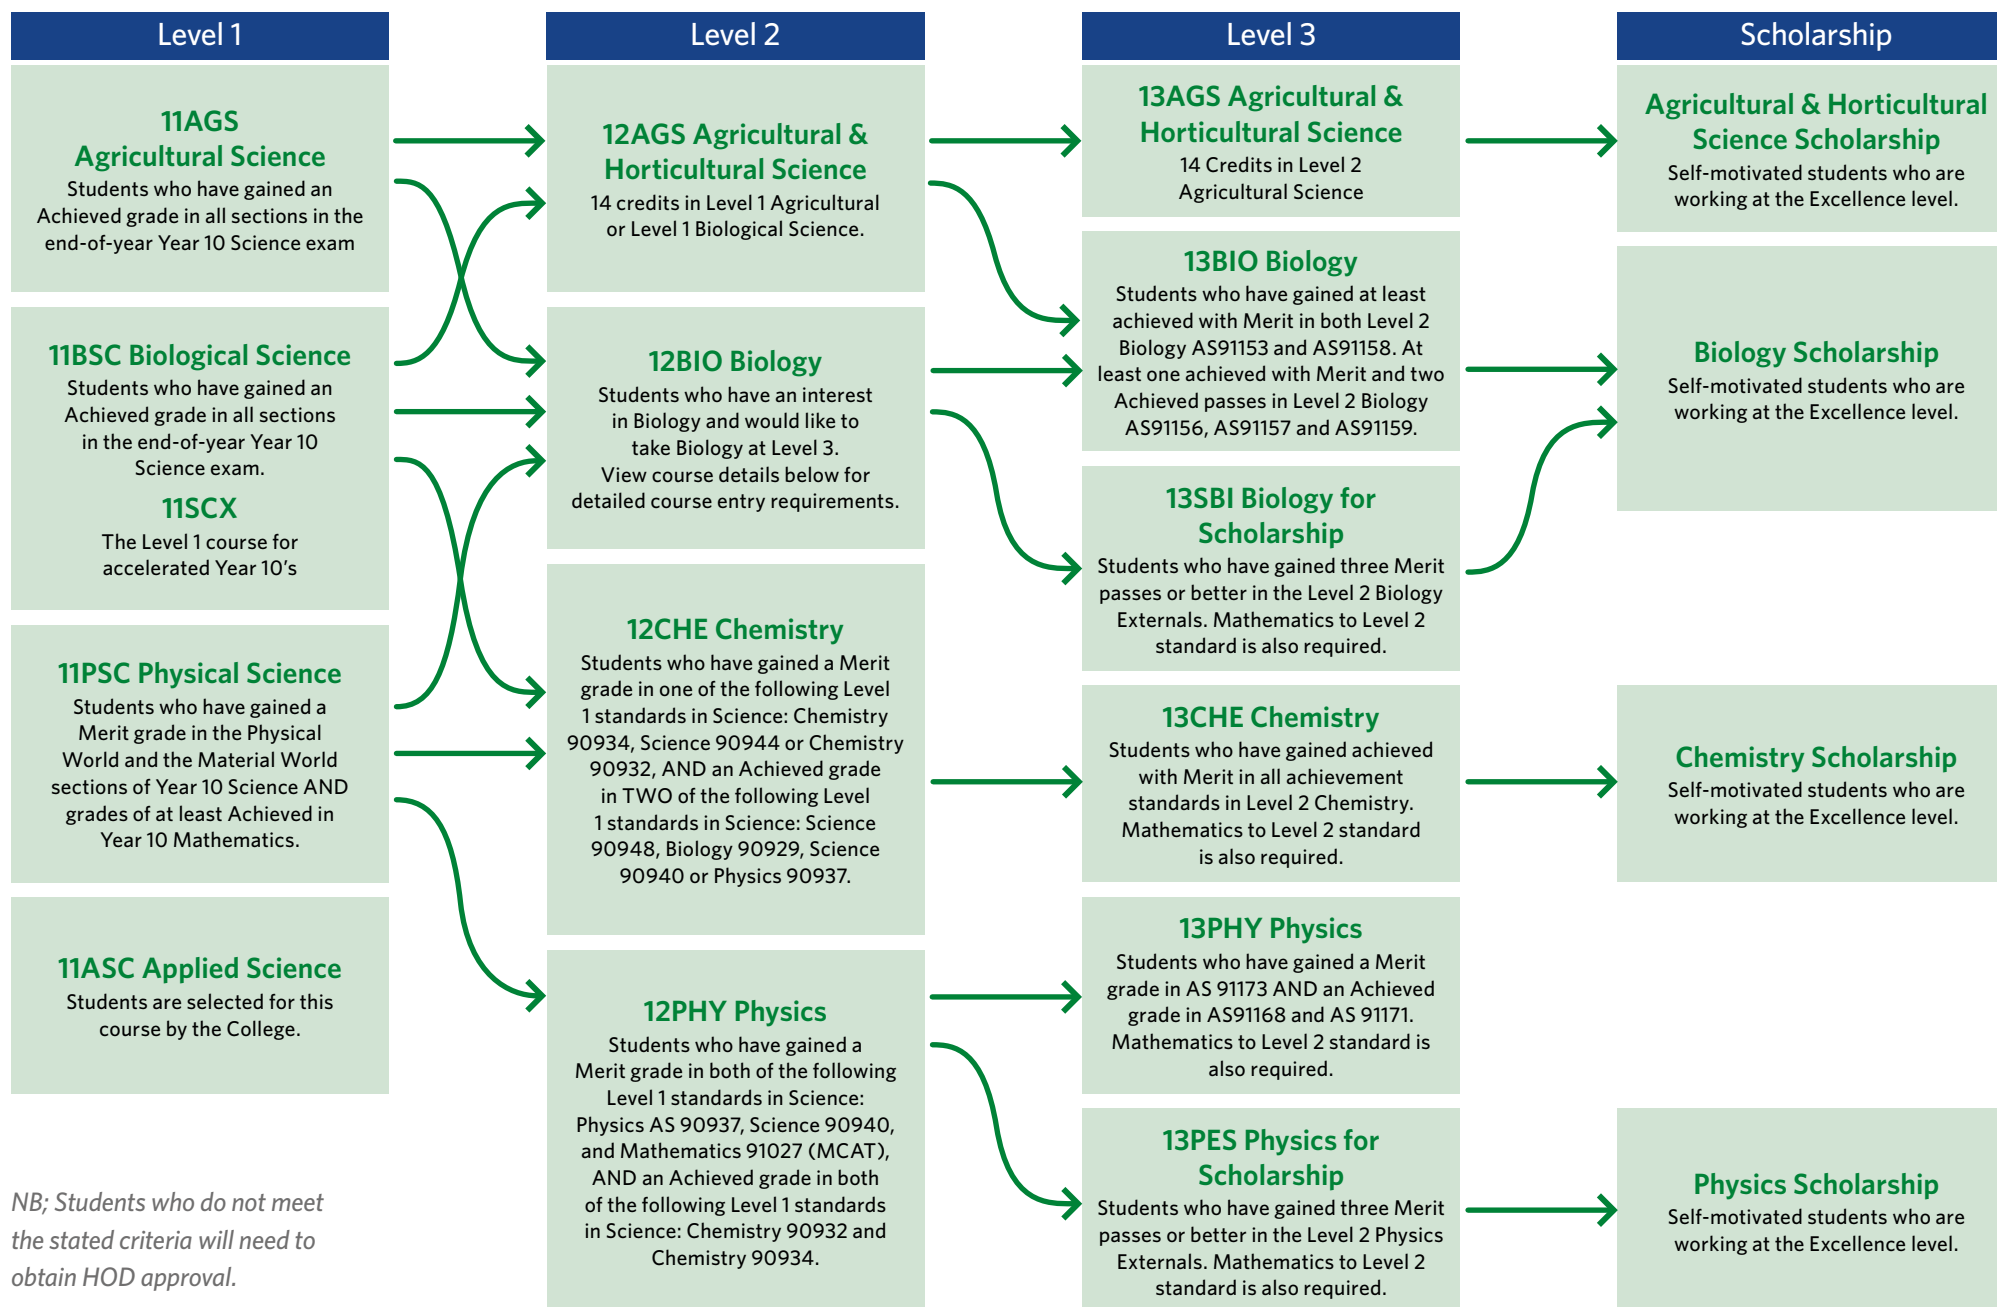 Level 1
11AGS
Agricultural Science
Students who have gained an
Achieved grade in all sections in the
end-of-year Year 10 Science exam
11BSC Biological Science
Students who have gained an
Achieved grade in all sections
in the end-of-year Year 10
Science exam.
11SCX
The Level 1 course for
accelerated Year 10's
11PSC Physical Science
Students who have gained a
Merit grade in the Physical
World and the Material World
sections of Year 10 Science AND
grades of at least Achieved in
Year 10 Mathematics.
11ASC Applied Science
Students are selected for this
course by the College.
NB; Students who do not meet
the stated criteria will need to
obtain HOD approval.
Level 2
12AGS Agricultural &
Horticultural Science
14 credits in Level 1 Agricultural
or Level 1 Biological Science.
12BIO Biology
Students who have an interest
in Biology and would like to
take Biology at Level 3.
View course details below for
detailed course entry requirements.
12CHE Chemistry
Students who have gained a Merit
grade in one of the following Level
1 standards in Science: Chemistry
90934, Science 90944 or Chemistry
90932, AND an Achieved grade
in TWO of the following Level
1 standards in Science: Science
90948, Biology 90929, Science
90940 or Physics 90937.
12PHY Physics
Students who have gained a
Merit grade in both of the following
Level 1 standards in Science:
Physics AS 90937, Science 90940,
and Mathematics 91027 (MCAT),
AND an Achieved grade in both
of the following Level 1 standards
in Science: Chemistry 90932 and
Chemistry 90934.
Level 3
13AGS Agricultural &
Horticultural Science
14 Credits in Level 2
Agricultural Science
13BIO Biology
Students who have gained at least
achieved with Merit in both Level 2
Biology AS91153 and AS91158. At
least one achieved with Merit and two
Achieved passes in Level 2 Biology
AS91156, AS91157 and AS91159.
13SBI Biology for
Scholarship
Students who have gained three Merit
passes or better in the Level 2 Biology
Externals. Mathematics to Level 2
standard is also required.
13CHE Chemistry
Students who have gained achieved
with Merit in all achievement
standards in Level 2 Chemistry.
Mathematics to Level 2 standard
is also required.
13PHY Physics
Students who have gained a Merit
grade in AS 91173 AND an Achieved
grade in AS91168 and AS 91171.
Mathematics to Level 2 standard is
also required.
13PES Physics for
Scholarship
Students who have gained three Merit
passes or better in the Level 2 Physics
Externals. Mathematics to Level 2
standard is also required.
Scholarship
Agricultural & Horticultural
Science Scholarship
Self-motivated students who are
working at the Excellence level.
Biology Scholarship
Self-motivated students who are
working at the Excellence level.
Chemistry Scholarship
Self-motivated students who are
working at the Excellence level.
Physics Scholarship
Self-motivated students who are
working at the Excellence level.